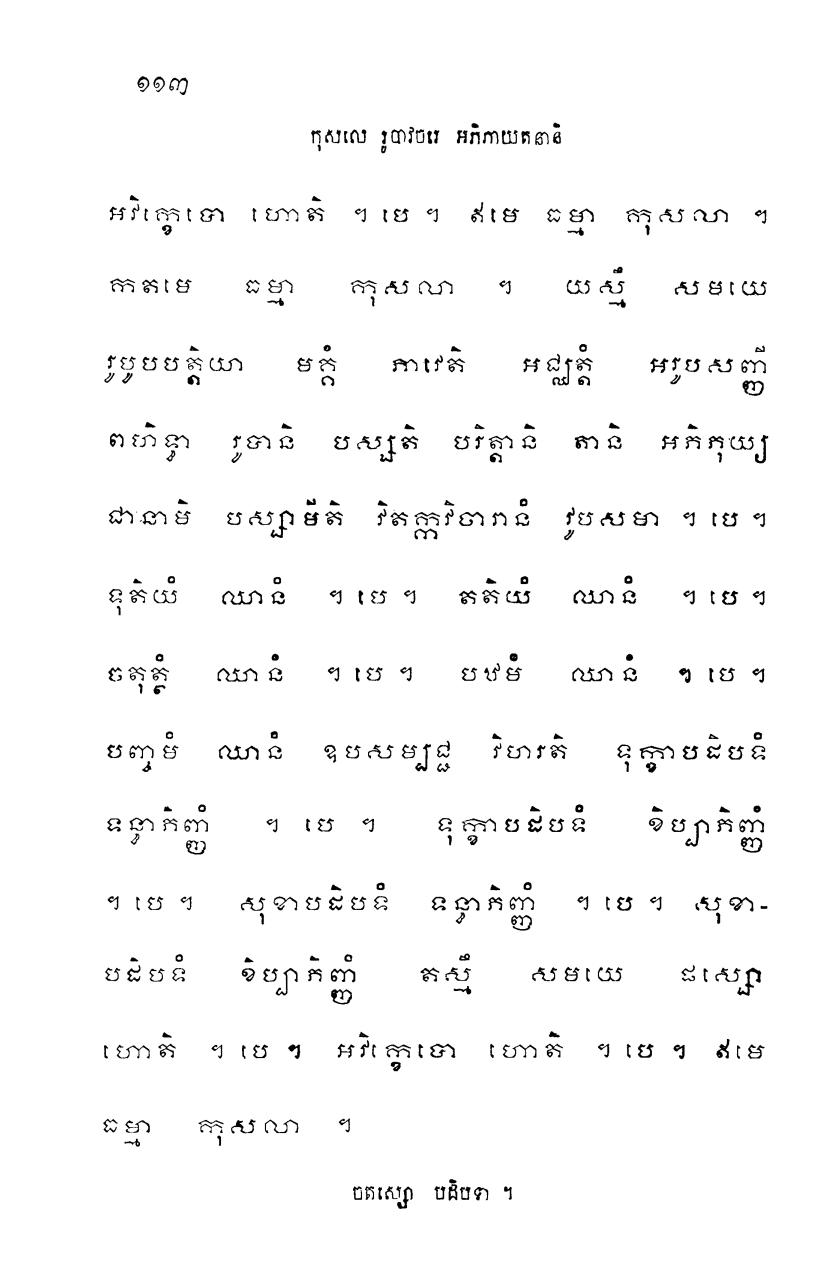 ១១៣
កុសលេ រូបាវចរេ អភិភាយតនានិ
អវិក្ខេបោ ហោតិ ។ បេ ។ ឥមេ ធម្មា កុសលា ។
កតមេ ធម្មា កុសលា ។ យស្មឹ សមយេ
រូបូបបត្តិយា មគ្គំ ភាវេតិ អជ្ឈត្តំ អរូបសញ្ញី
ពហិទ្ធា រូបានិ បស្សតិ បរិត្តានិ តានិ អភិភុយ្យ
ជានាមិ បស្សាមីតិ វិតក្កវិចារានំ វូបសមា ។ បេ ។
ទុតិយំ ឈានំ ។ បេ ។ តតិយំ ឈានំ ។ បេ ។
ចតុត្ថំ ឈានំ ។ បេ ។ បឋមំ ឈានំ ។ បេ ។
បញ្ចមំ ឈានំ ឧបសម្បជ្ជ វិហរតិ ទុក្ខាបដិបទំ
ទន្ធាភិញ្ញំ ។ បេ ។ ទុក្ខាបដិបទំ ខិប្បាភិញ្ញំ
។ បេ ។ សុខាបដិបទំ ទន្ធាភិញ្ញំ ។ បេ ។ សុខា-
បដិបទំ ខិប្បាភិញ្ញំ តស្មឹ សមយេ ផស្សោ
ហោតិ ។ បេ ។ អវិក្ខេបោ ហោតិ ។ បេ ។ ឥមេ
ធម្មា កុសលា ។
ចតស្សោ បដិបទា ។